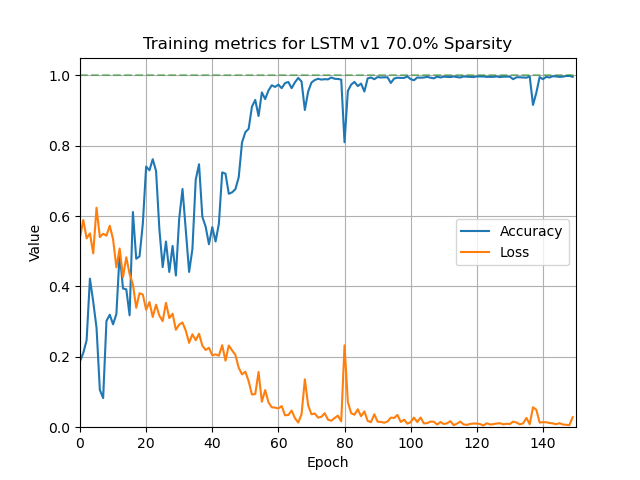 Training metrics for LSTM v1 70.0% Sparsity
1.0
0.8
0.6
0.4
0.2
0.0
Value
Accuracy
Loss
0 20 40 60 80 100 120 140
Epoch